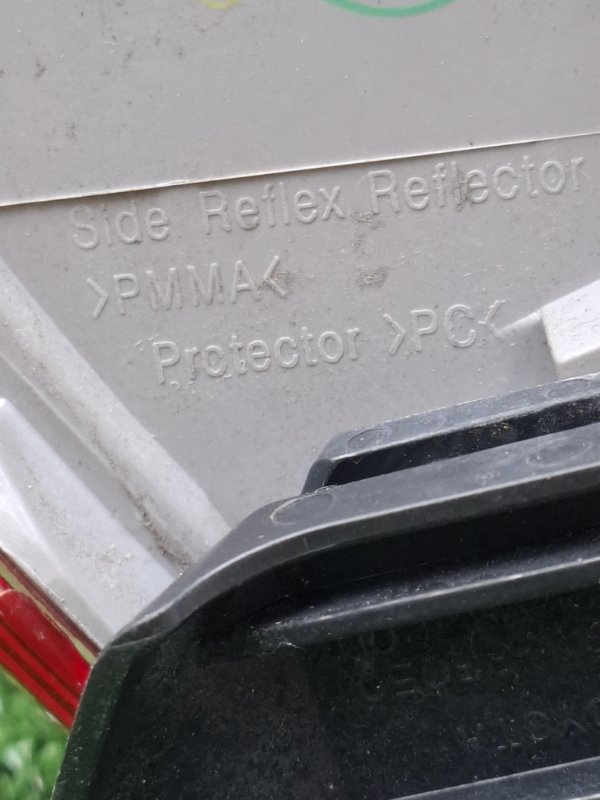 Side Reflex Reflector
>PMMA<
Protector >PC<